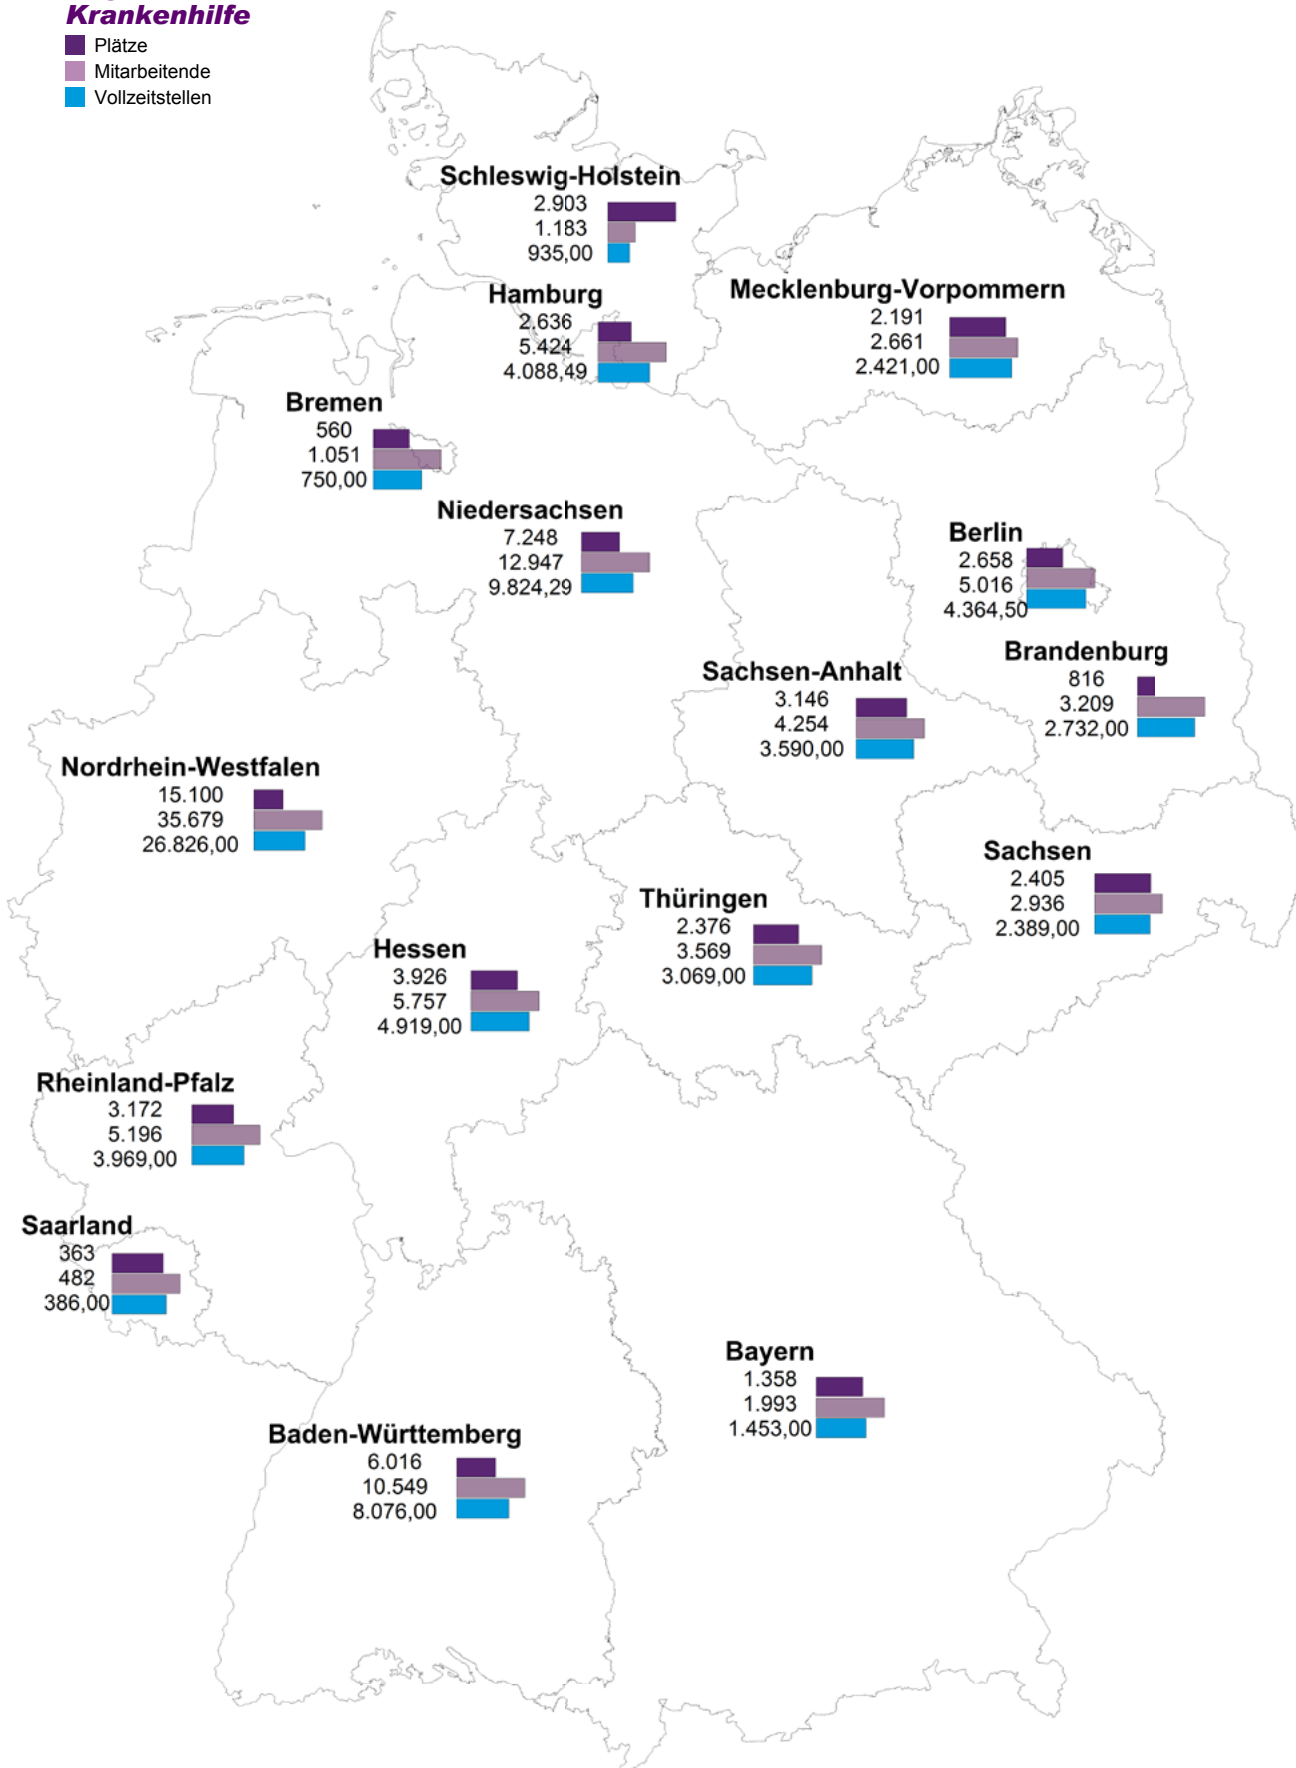 Krankenhilfe
Plätze
Mitarbeitende
Vollzeitstellen
Schleswig-Holstein
2.903
1.183
935,00
Hamburg
2.636
5.424
4.088,49
Mecklenburg-Vorpommern
2.191
2.661
2.421,00
Bremen
560
1.051
750,00
Niedersachsen
7.248
12.947
9.824,29
Berlin
2.658
5.016
4.364,50
Brandenburg
816
3.209
2.732,00
Sachsen-Anhalt
3.146
4.254
3.590,00
Nordrhein-Westfalen
15.100
35.679
26.826,00
Sachsen
2.405
2.936
2.389,00
Thüringen
2.376
3.569
3.069,00
Hessen
3.926
5.757
4.919,00
Rheinland-Pfalz
3.172
5.196
3.969,00
Saarland
363
482
386,00
Bayern
1.358
1.993
1.453,00
Baden-Württemberg
6.016
10.549
8.076,00